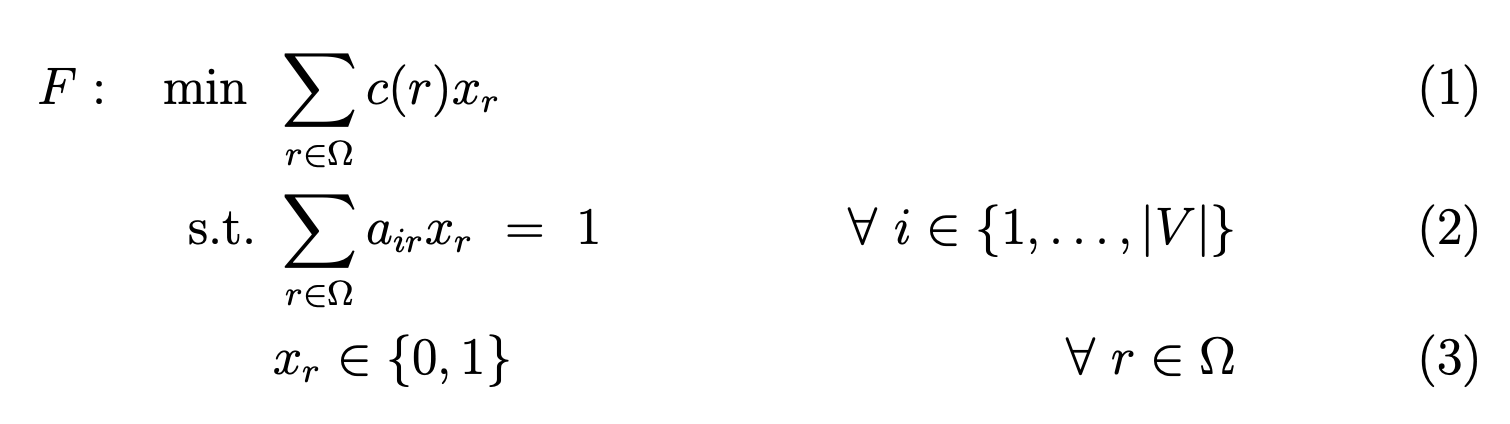 F : min ∑_{r∈Ω} c(r)x_r (1)
s.t. ∑_{r∈Ω} a_{ir}x_r = 1 ∀ i ∈ {1, . . . , |V|} (2)
x_r ∈ {0, 1} ∀ r ∈ Ω (3)